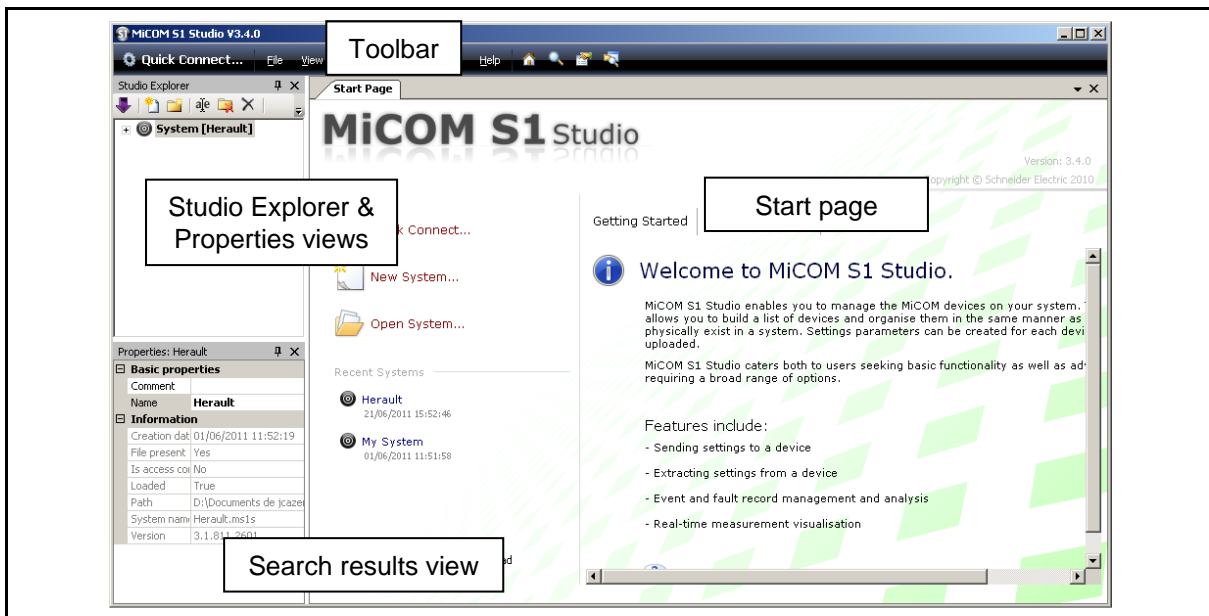 MiCOM S1 Studio V3.4.0
Toolbar
Quick Connect... File View Help
Studio Explorer
Start Page
System [Herault]
MiCOM S1 Studio
Version: 3.4.0
Copyright © Schneider Electric 2010
Studio Explorer &
Properties views
Start page
Connect...
Getting Started
New System...
Welcome to MiCOM S1 Studio.
Open System...
MiCOM S1 Studio enables you to manage the MiCOM devices on your system.
allows you to build a list of devices and organise them in the same manner as
physically exist in a system. Settings parameters can be created for each devi
uploaded.
MiCOM S1 Studio caters both to users seeking basic functionality as well as ad
requiring a broad range of options.
Properties: Herault
Basic properties
Comment
Name Herault
Information
Creation dat 01/06/2011 11:52:19
File present Yes
Is access cor No
Loaded True
Path D:\Documents de jcazer
System name Herault.ms1s
Version 3.1.811.2601
Recent Systems
Herault
21/06/2011 15:52:46
My System
01/06/2011 11:51:58
Features include:
- Sending settings to a device
- Extracting settings from a device
- Event and fault record management and analysis
- Real-time measurement visualisation
Search results view